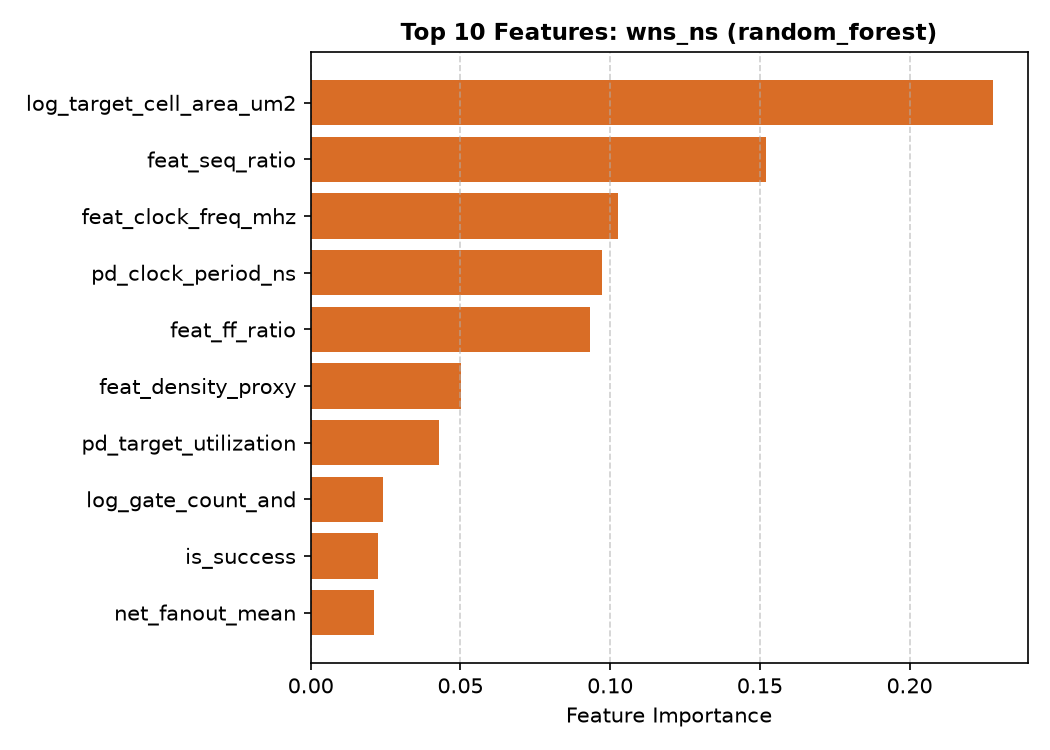 Top 10 Features: wns_ns (random_forest)
log_target_cell_area_um2
feat_seq_ratio
feat_clock_freq_mhz
pd_clock_period_ns
feat_ff_ratio
feat_density_proxy
pd_target_utilization
log_gate_count_and
is_success
net_fanout_mean
0.00 0.05 0.10 0.15 0.20
Feature Importance